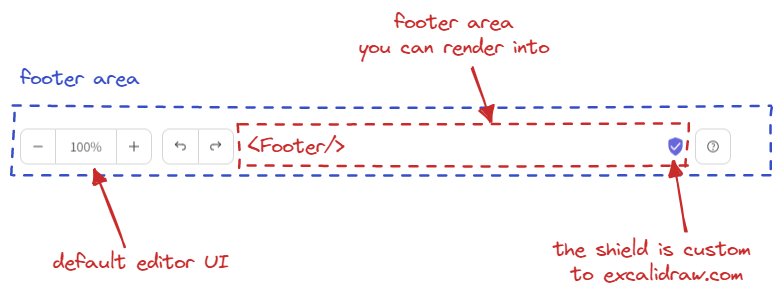 footer area
you can render into
footer area
− 100% +
<Footer/>
?
default editor UI
the shield is custom
to excalidraw.com